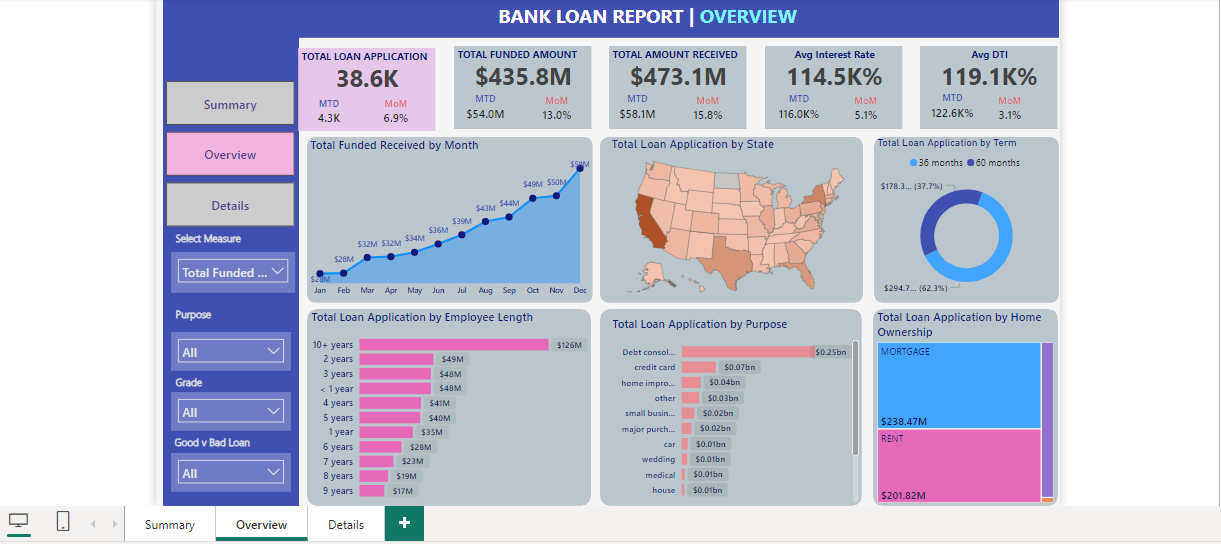 BANK LOAN REPORT | OVERVIEW
TOTAL LOAN APPLICATION
38.6K
MTD MoM
4.3K 6.9%
TOTAL FUNDED AMOUNT
$435.8M
MTD MoM
$54.0M 13.0%
TOTAL AMOUNT RECEIVED
$473.1M
MTD MoM
$58.1M 15.8%
Avg Interest Rate
114.5K%
MTD MoM
116.0K% 5.1%
Avg DTI
119.1K%
MTD MoM
122.6K% 3.1%
Summary
Overview
Details
Select Measure
Total Funded ...
Purpose
All
Grade
All
Good v Bad Loan
All
Total Funded Received by Month
$28M
$28M
$32M
$32M
$34M
$36M
$39M
$43M
$44M
$49M
$50M
$58M
Jan Feb Mar Apr May Jun Jul Aug Sep Oct Nov Dec
Total Loan Application by State
Total Loan Application by Term
36 months 60 months
$178.3... (37.7%)
$294.7... (62.3%)
Total Loan Application by Employee Length
10+ years $126M
2 years $49M
3 years $48M
< 1 year $48M
4 years $41M
5 years $40M
1 year $35M
6 years $28M
7 years $23M
8 years $19M
9 years $17M
Total Loan Application by Purpose
Debt consol... $0.25bn
credit card $0.07bn
home impro... $0.04bn
other $0.03bn
small busin... $0.02bn
major purch... $0.02bn
car $0.01bn
wedding $0.01bn
medical $0.01bn
house $0.01bn
Total Loan Application by Home
Ownership
MORTGAGE
$238.47M
RENT
$201.82M
Summary Overview Details +